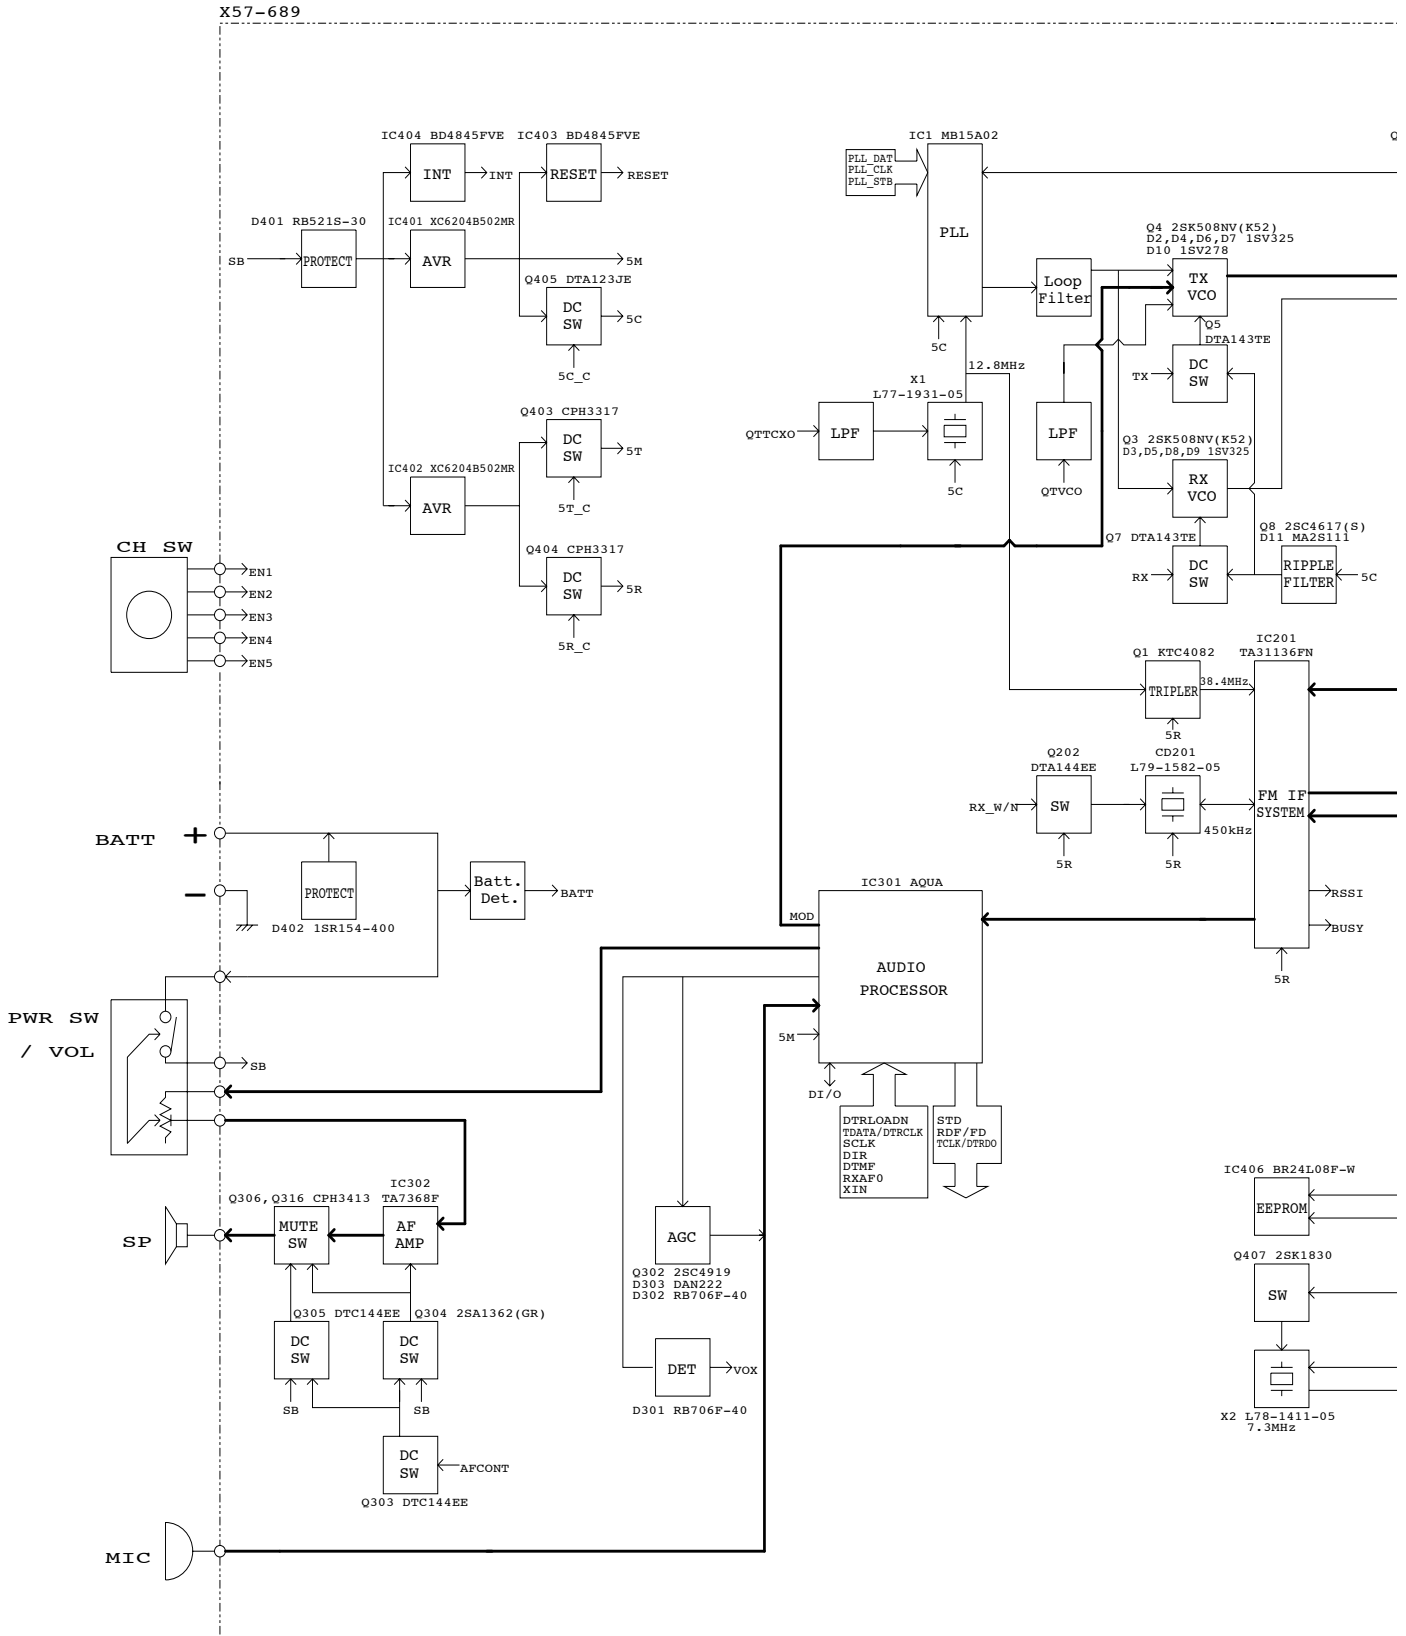 X57-689
IC404 BD4845FVE
INT
INT
IC403 BD4845FVE
RESET
RESET
D401 RB521S-30
SB
PROTECT
IC401 XC6204B502MR
AVR
5M
Q405 DTA123JE
DC
SW
5C
5C_C
Q403 CPH3317
DC
SW
5T
5T_C
IC402 XC6204B502MR
AVR
Q404 CPH3317
DC
SW
5R
5R_C
IC1 MB15A02
PLL_DAT
PLL_CLK
PLL_STB
PLL
5C
Q
Loop
Filter
Q4 2SK508NV(K52)
D2,D4,D6,D7 1SV325
D10 1SV278
TX
VCO
Q5
DTA143TE
TX
DC
SW
12.8MHz
X1
L77-1931-05
QTTCXO
LPF
5C
LPF
QTVCO
Q3 2SK508NV(K52)
D3,D5,D8,D9 1SV325
RX
VCO
Q7 DTA143TE
RX
DC
SW
Q8 2SC4617(S)
D11 MA2S111
RIPPLE
FILTER
5C
CH SW
EN1
EN2
EN3
EN4
EN5
Q1 KTC4082
TRIPLER
38.4MHz
5R
IC201
TA31136FN
FM IF
SYSTEM
RSSI
BUSY
5R
Q202
DTA144EE
RX_W/N
SW
5R
CD201
L79-1582-05
450kHz
5R
BATT
+
-
PROTECT
D402 1SR154-400
Batt.
Det.
BATT
IC301 AQUA
MOD
AUDIO
PROCESSOR
5M
DI/O
DTRLOADN
TDATA/DTRCLK
SCLK
DIR
DTMF
RXAFO
XIN
STD
RDF/FD
TCLK/DTRDO
PWR SW
/ VOL
SB
SP
Q306,Q316 CPH3413
MUTE
SW
IC302
TA7368F
AF
AMP
Q305 DTC144EE
DC
SW
SB
Q304 2SA1362(GR)
DC
SW
SB
DC
SW
AFCONT
Q303 DTC144EE
AGC
Q302 2SC4919
D303 DAN222
D302 RB706F-40
DET
VOX
D301 RB706F-40
IC406 BR24L08F-W
EEPROM
Q407 2SK1830
SW
X2 L78-1411-05
7.3MHz
MIC